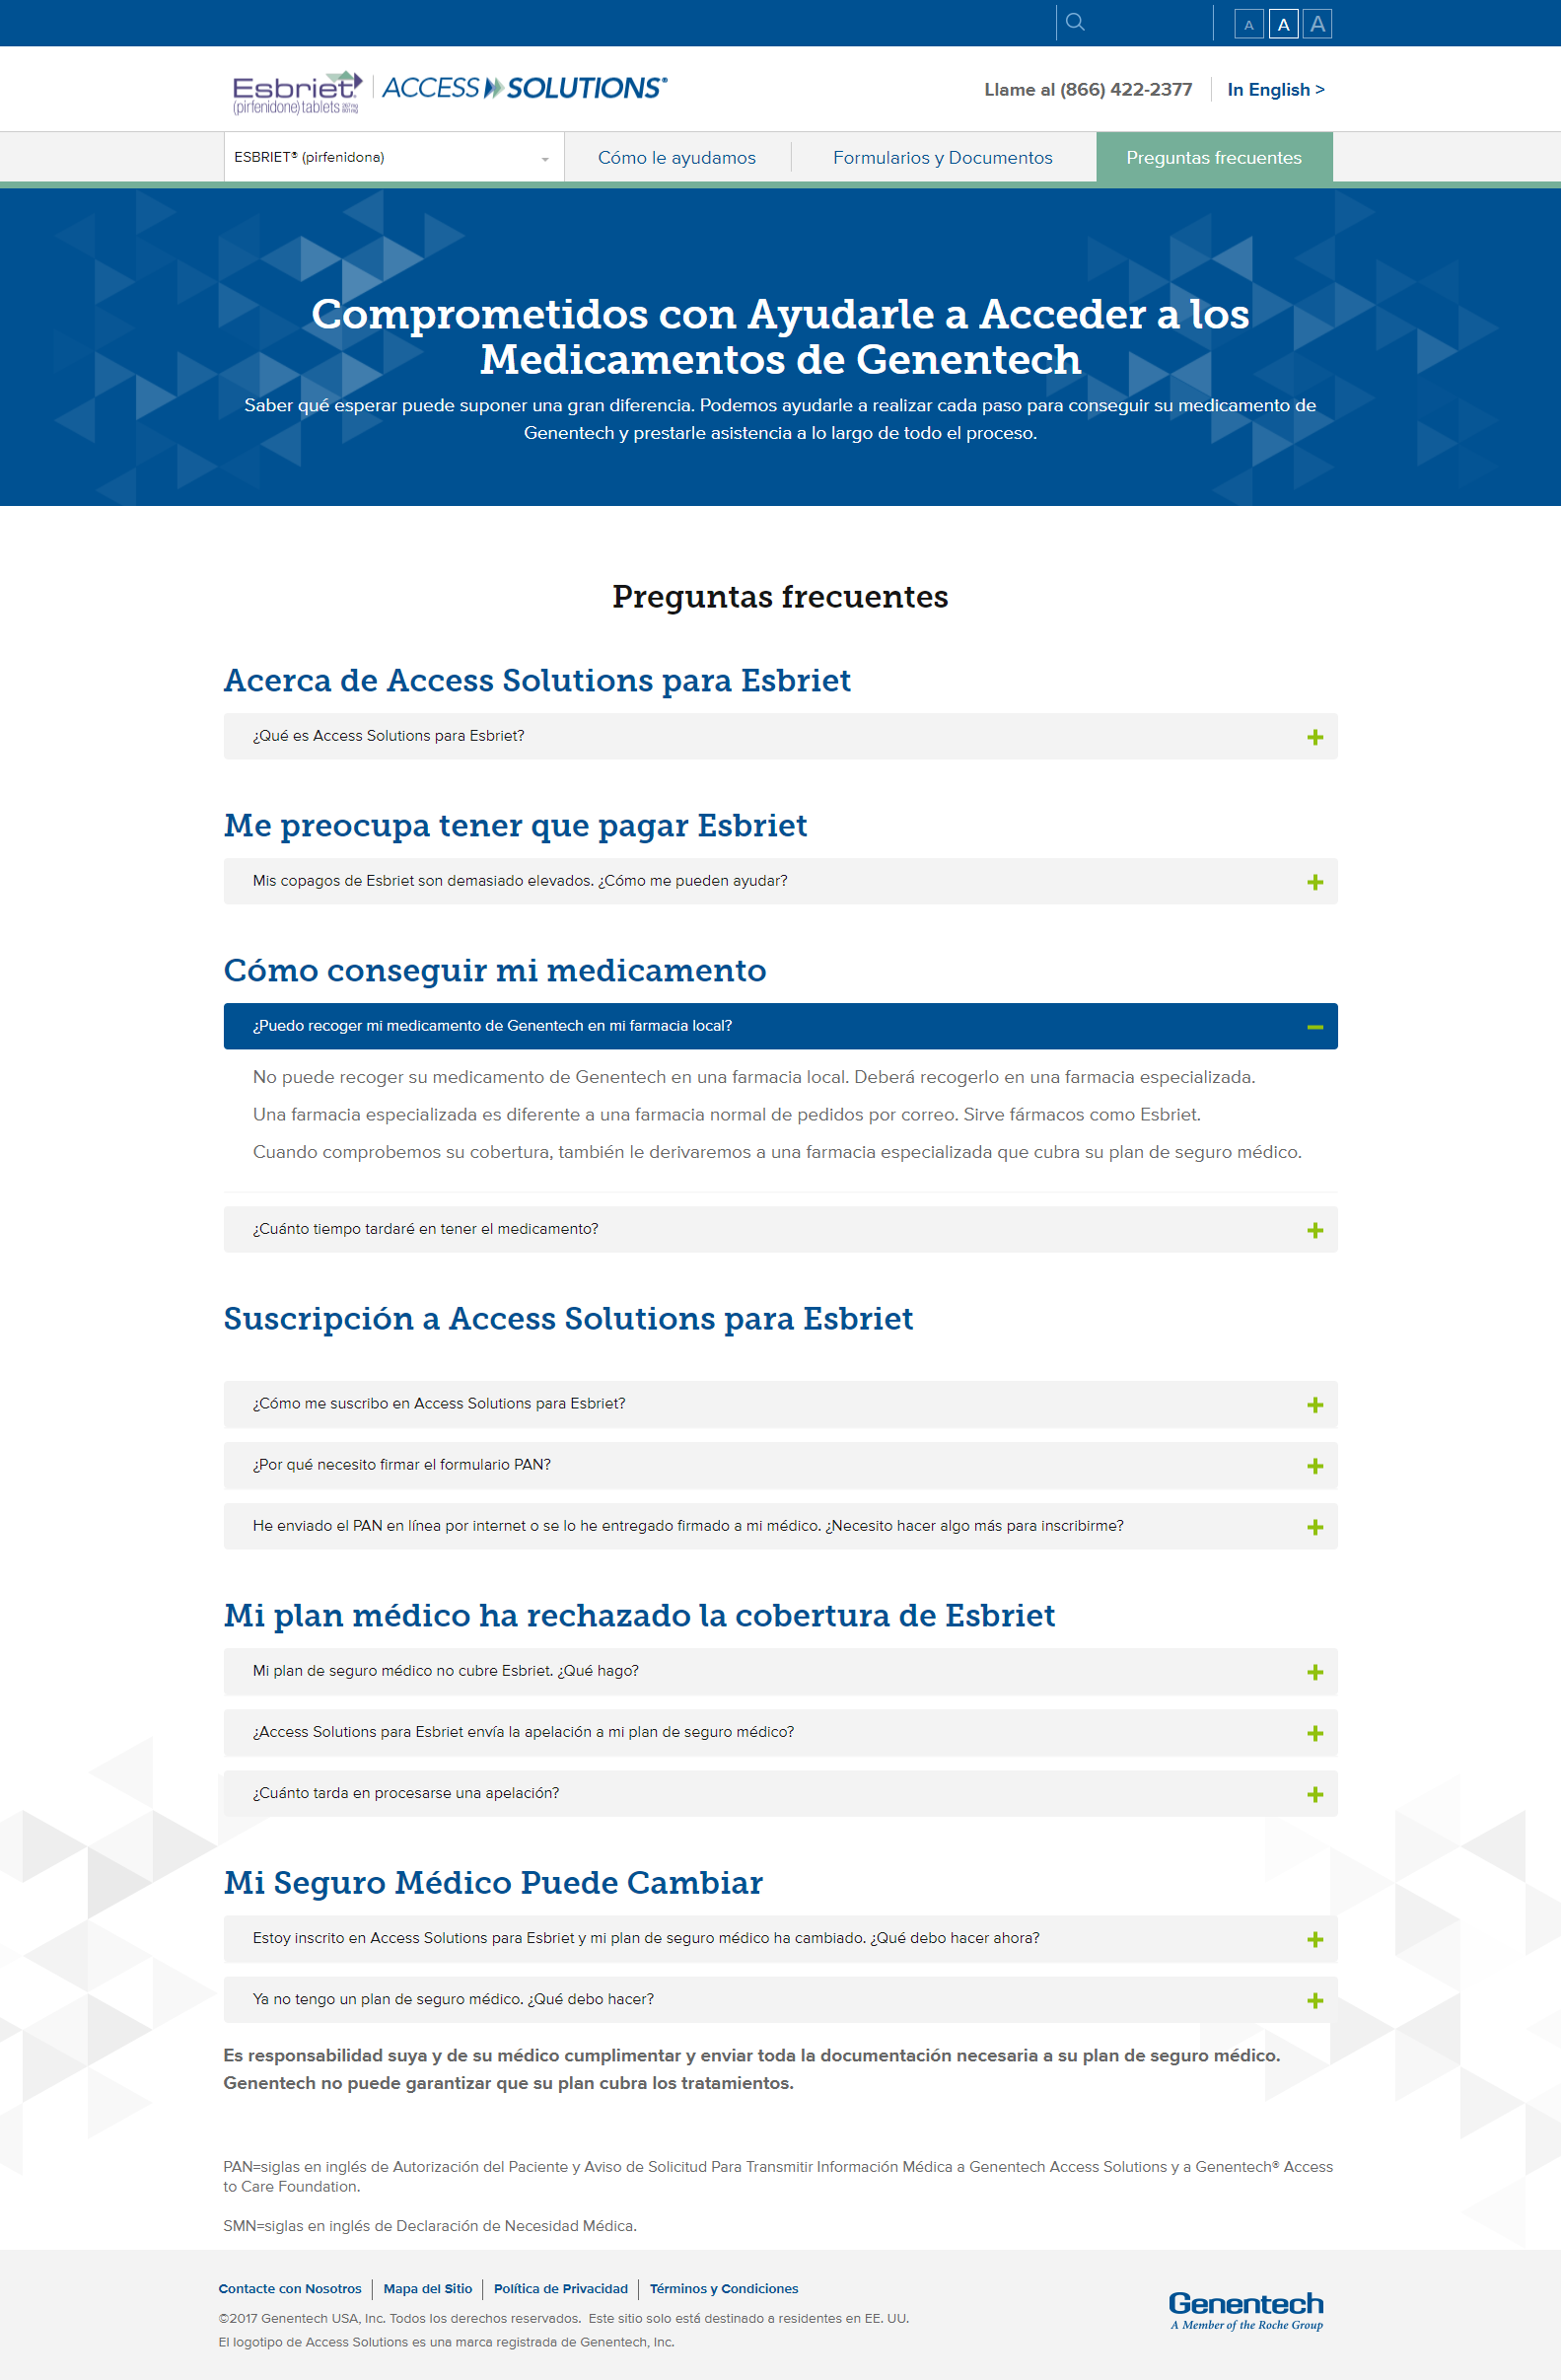 A A A
Esbriet® | ACCESS SOLUTIONS®
(pirfenidone) tablets
Llame al (866) 422-2377
In English >
ESBRIET® (pirfenidona)
Cómo le ayudamos
Formularios y Documentos
Preguntas frecuentes
Comprometidos con Ayudarle a Acceder a los
Medicamentos de Genentech
Saber qué esperar puede suponer una gran diferencia. Podemos ayudarle a realizar cada paso para conseguir su medicamento de
Genentech y prestarle asistencia a lo largo de todo el proceso.
Preguntas frecuentes
Acerca de Access Solutions para Esbriet
¿Qué es Access Solutions para Esbriet?
Me preocupa tener que pagar Esbriet
Mis copagos de Esbriet son demasiado elevados. ¿Cómo me pueden ayudar?
Cómo conseguir mi medicamento
¿Puedo recoger mi medicamento de Genentech en mi farmacia local?
No puede recoger su medicamento de Genentech en una farmacia local. Deberá recogerlo en una farmacia especializada.
Una farmacia especializada es diferente a una farmacia normal de pedidos por correo. Sirve fármacos como Esbriet.
Cuando comprobemos su cobertura, también le derivaremos a una farmacia especializada que cubra su plan de seguro médico.
¿Cuánto tiempo tardaré en tener el medicamento?
Suscripción a Access Solutions para Esbriet
¿Cómo me suscribo en Access Solutions para Esbriet?
¿Por qué necesito firmar el formulario PAN?
He enviado el PAN en línea por internet o se lo he entregado firmado a mi médico. ¿Necesito hacer algo más para inscribirme?
Mi plan médico ha rechazado la cobertura de Esbriet
Mi plan de seguro médico no cubre Esbriet. ¿Qué hago?
¿Access Solutions para Esbriet envía la apelación a mi plan de seguro médico?
¿Cuánto tarda en procesarse una apelación?
Mi Seguro Médico Puede Cambiar
Estoy inscrito en Access Solutions para Esbriet y mi plan de seguro médico ha cambiado. ¿Qué debo hacer ahora?
Ya no tengo un plan de seguro médico. ¿Qué debo hacer?
Es responsabilidad suya y de su médico cumplimentar y enviar toda la documentación necesaria a su plan de seguro médico.
Genentech no puede garantizar que su plan cubra los tratamientos.
PAN=siglas en inglés de Autorización del Paciente y Aviso de Solicitud Para Transmitir Información Médica a Genentech Access Solutions y a Genentech® Access
to Care Foundation.
SMN=siglas en inglés de Declaración de Necesidad Médica.
Contacte con Nosotros | Mapa del Sitio | Política de Privacidad | Términos y Condiciones
©2017 Genentech USA, Inc. Todos los derechos reservados. Este sitio solo está destinado a residentes en EE. UU.
El logotipo de Access Solutions es una marca registrada de Genentech, Inc.
Genentech
A Member of the Roche Group